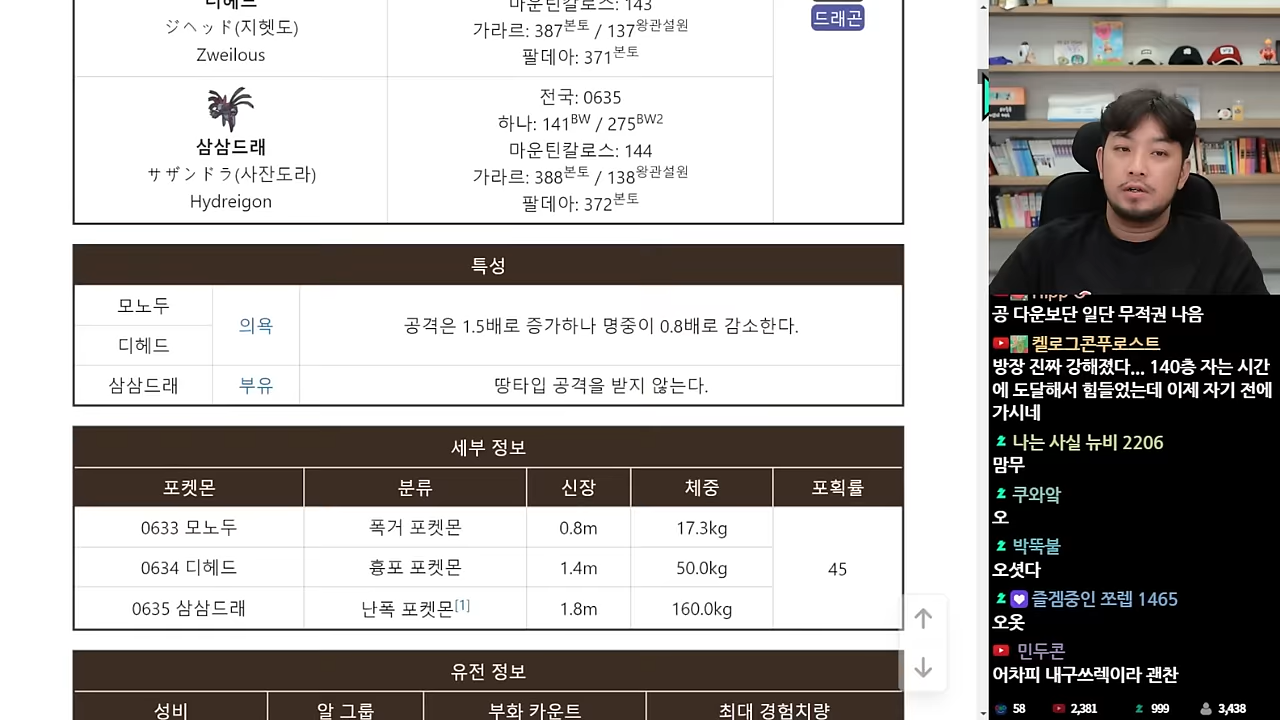 디헤드
ジヘッド(지헷도)
Zweilous
마운틴칼로스: 143
가라르: 387본토 / 137왕관설원
팔데아: 371본토
드래곤
삼삼드래
サザンドラ(사잔도라)
Hydreigon
전국: 0635
하나: 141BW / 275BW2
마운틴칼로스: 144
가라르: 388본토 / 138왕관설원
팔데아: 372본토
특성
모노두
디헤드
의욕
공격은 1.5배로 증가하나 명중이 0.8배로 감소한다.
삼삼드래 부유 땅타입 공격을 받지 않는다.
세부 정보
포켓몬 분류 신장 체중 포획률
0633 모노두 폭거 포켓몬 0.8m 17.3kg
0634 디헤드 흉포 포켓몬 1.4m 50.0kg
45
0635 삼삼드래 난폭 포켓몬[1] 1.8m 160.0kg
유전 정보
성비 알 그룹 부화 카운트 최대 경험치량
공 다운보단 일단 무적권 나음
켈로그콘푸로스트
방장 진짜 강해졌다... 140층 자는 시간
에 도달해서 힘들었는데 이제 자기 전에
가시네
나는 사실 뉴비 2206
맘무
쿠와악
오
박뚝불
오셧다
즐겜중인 쪼렙 1465
오옷
민두콘
어차피 내구쓰렉이라 괜찬
58 2,381 999 3,438